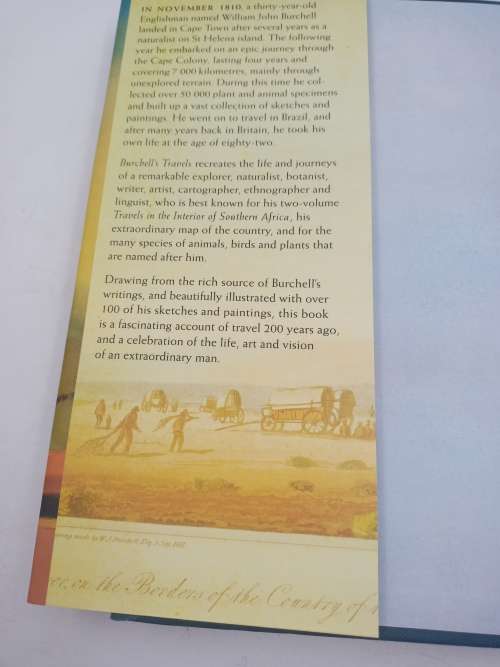 IN NOVEMBER 1810, a thirty-year-old
Englishman named William John Burchell
landed in Cape Town after several years as a
naturalist on St Helena island. The following
year he embarked on an epic journey through
the Cape Colony, lasting four years and
covering 7 000 kilometres, mainly through
unexplored terrain. During this time he col-
lected over 50 000 plant and animal specimens
and built up a vast collection of sketches and
paintings. He went on to travel in Brazil, and
after many years back in Britain, he took his
own life at the age of eighty-two.
Burchell's Travels recreates the life and journeys
of a remarkable explorer, naturalist, botanist,
writer, artist, cartographer, ethnographer and
linguist, who is best known for his two-volume
Travels in the Interior of Southern Africa, his
extraordinary map of the country, and for the
many species of animals, birds and plants that
are named after him.
Drawing from the rich source of Burchell's
writings, and beautifully illustrated with over
100 of his sketches and paintings, this book
is a fascinating account of travel 200 years ago,
and a celebration of the life, art and vision
of an extraordinary man.
made by W.J. Burchell
on the Borders of the Country of